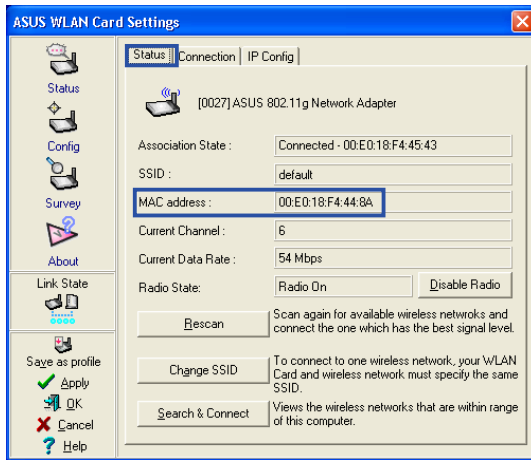 ASUS WLAN Card Settings
Status
Config
Survey
About
Link State
Save as profile
Apply
OK
Cancel
Help
Status Connection IP Config
[0027] ASUS 802.11g Network Adapter
Association State : Connected - 00:E0:18:F4:45:43
SSID : default
MAC address : 00:E0:18:F4:44:8A
Current Channel : 6
Current Data Rate : 54 Mbps
Radio State: Radio On Disable Radio
Rescan
Scan again for available wireless netwroks and
connect the one which has the best signal level.
Change SSID
To connect to one wireless network, your WLAN
Card and wireless network must specify the same
SSID.
Search & Connect
Views the wireless networks that are within range
of this computer.